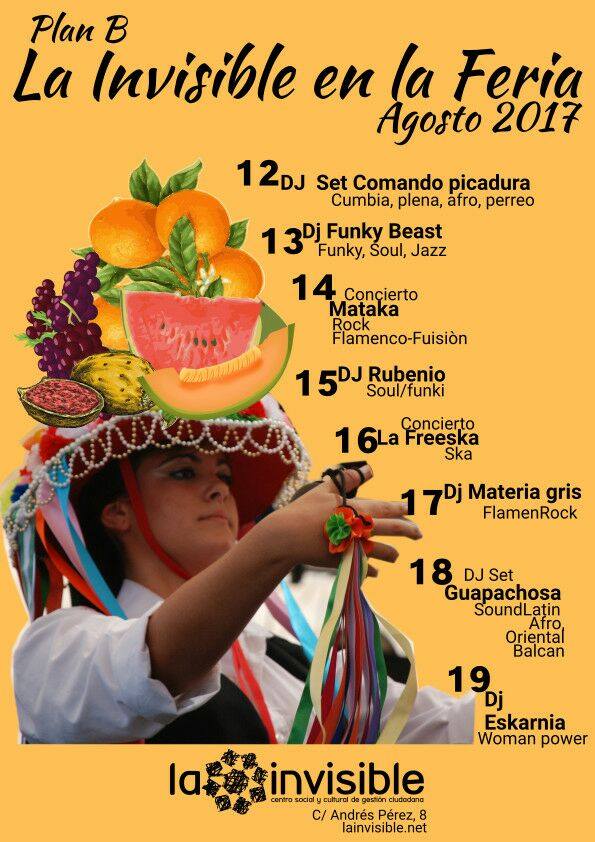 Plan B
La Invisible en la Feria
Agosto 2017
12 DJ Set Comando picadura
Cumbia, plena, afro, perreo
13 Dj Funky Beast
Funky, Soul, Jazz
14 Concierto
Mataka
Rock
Flamenco-Fuisiòn
15 DJ Rubenio
Soul/funki
Concierto
16 La Freeska
Ska
17 Dj Materia gris
FlamenRock
18 DJ Set
Guapachosa
SoundLatin
Afro
Oriental
Balcan
19
Dj
Eskarnia
Woman power
la invisible
centro social y cultural de gestión ciudadana
C/ Andrés Pérez, 8
lainvisible.net